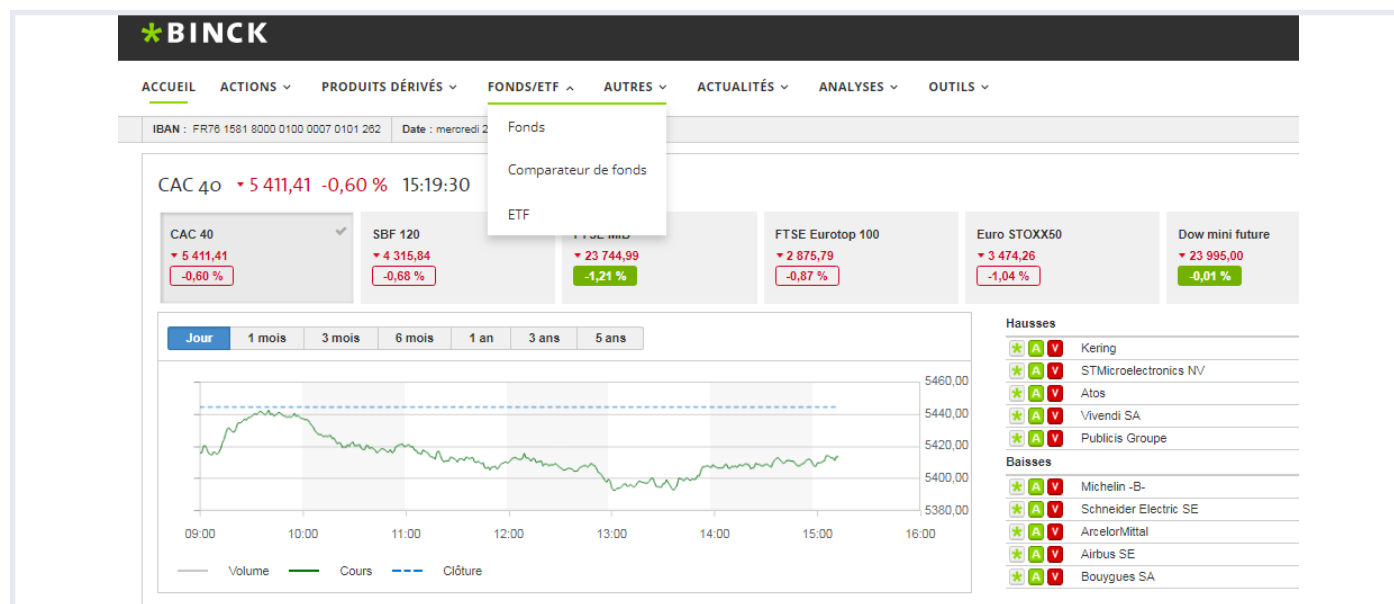 BINCK
ACCUEIL ACTIONS PRODUITS DÉRIVÉS FONDS/ETF AUTRES ACTUALITÉS ANALYSES OUTILS
IBAN : FR76 1581 8000 0100 0007 0101 262 Date : mercredi 2
Fonds
Comparateur de fonds
ETF
CAC 40 5 411,41 -0,60 % 15:19:30
CAC 40 SBF 120 FTSE MIB FTSE Eurotop 100 Euro STOXX50 Dow mini future
5 411,41 4 315,84 23 744,99 2 875,79 3 474,26 23 995,00
-0,60 % -0,68 % -1,21 % -0,87 % -1,04 % -0,01 %
Jour 1 mois 3 mois 6 mois 1 an 3 ans 5 ans
5460,00
5440,00
5420,00
5400,00
5380,00
09:00 10:00 11:00 12:00 13:00 14:00 15:00 16:00
Volume Cours Clôture
Hausses
A V Kering
A V STMicroelectronics NV
A V Atos
A V Vivendi SA
A V Publicis Groupe
Baisses
A V Michelin -B-
A V Schneider Electric SE
A V ArcelorMittal
A V Airbus SE
A V Bouygues SA